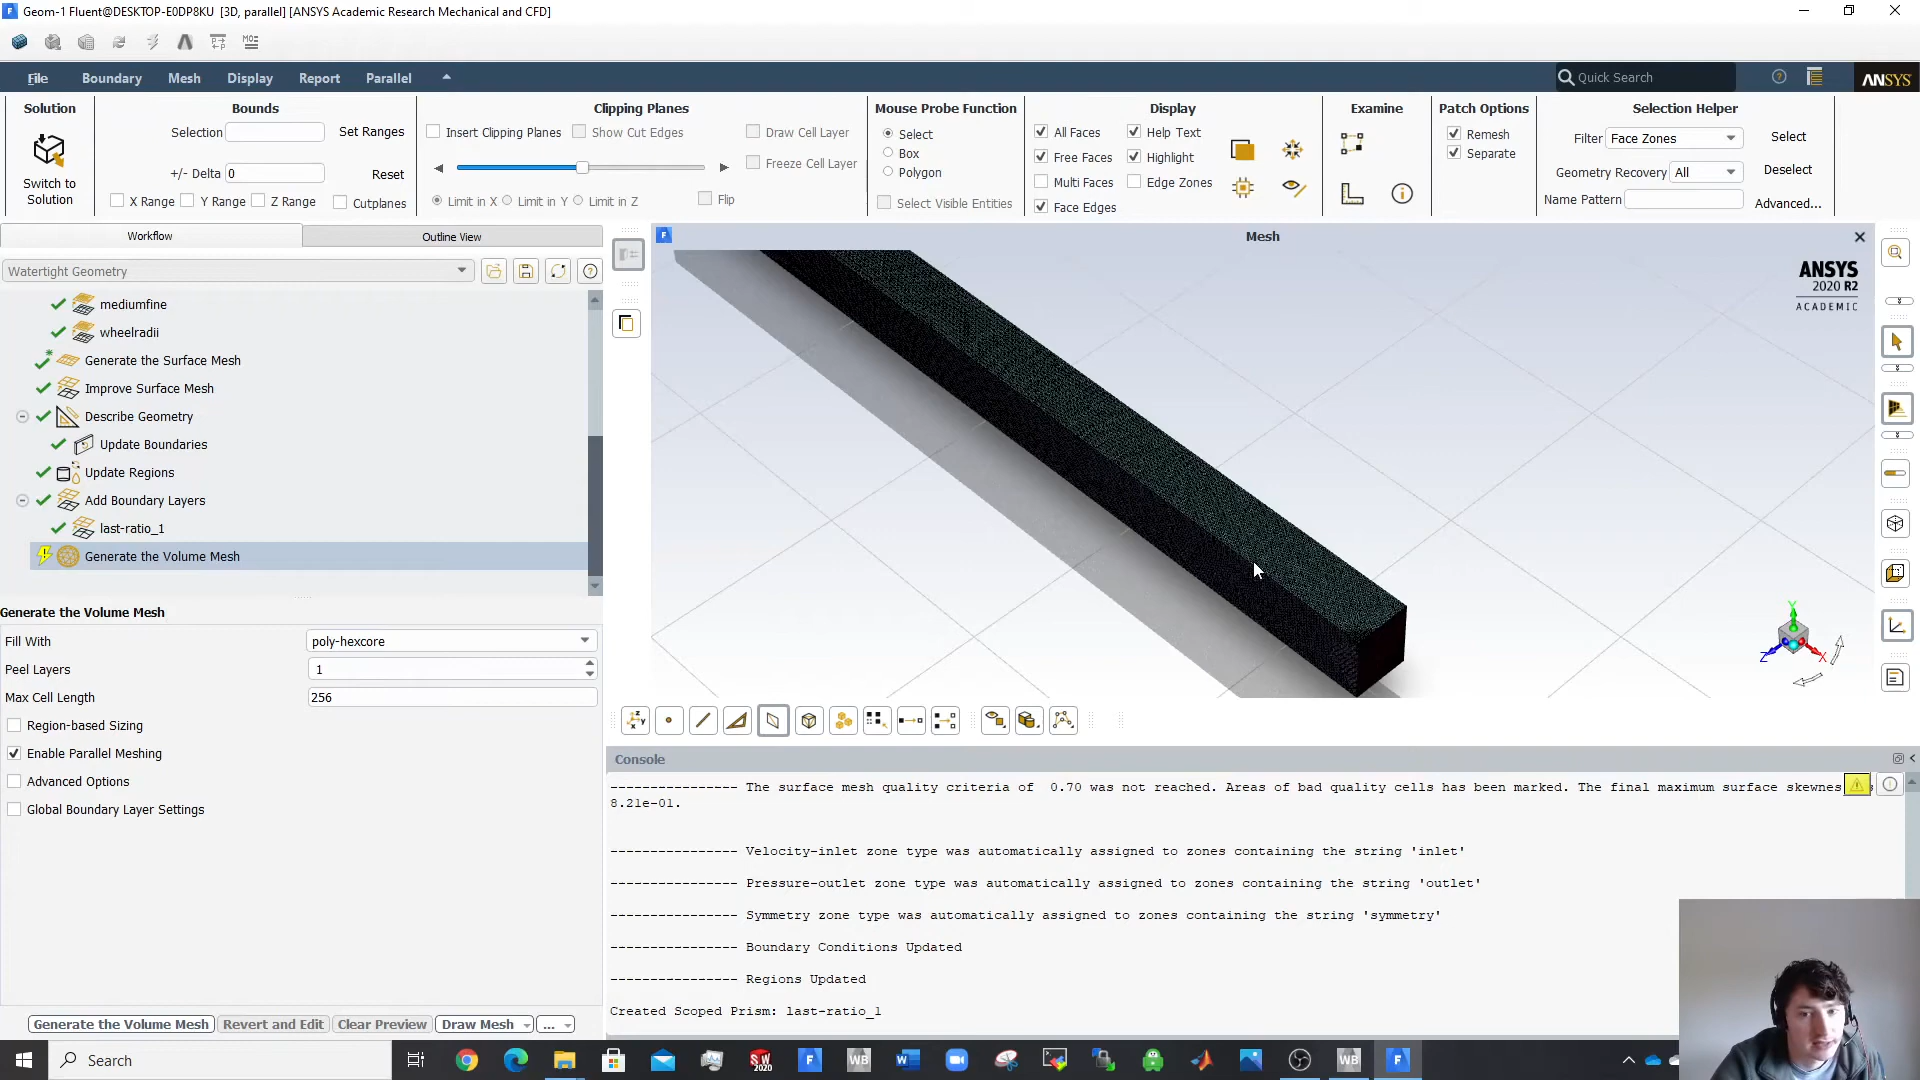 Geom-1 Fluent@DESKTOP-E0DP8KU [3D, parallel] [ANSYS Academic Research Mechanical and CFD]
File Boundary Mesh Display Report Parallel Quick Search ANSYS
Solution Bounds Clipping Planes Mouse Probe Function Display Examine Patch Options Selection Helper
Selection Set Ranges Insert Clipping Planes Show Cut Edges Draw Cell Layer Select All Faces Help Text Remesh Filter Face Zones Select
Box Free Faces Highlight Separate
Switch to Solution +/- Delta 0 Reset Freeze Cell Layer Polygon Multi Faces Edge Zones Geometry Recovery All Deselect
X Range Y Range Z Range Cutplanes Limit in X Limit in Y Limit in Z Flip Select Visible Entities Face Edges Name Pattern Advanced...
Workflow Outline View Mesh
Watertight Geometry
ANSYS
2020 R2
ACADEMIC
mediumfine
wheelradii
Generate the Surface Mesh
Improve Surface Mesh
Describe Geometry
Update Boundaries
Update Regions
Add Boundary Layers
last-ratio_1
Generate the Volume Mesh
Generate the Volume Mesh
Fill With poly-hexcore
Peel Layers 1
Max Cell Length 256
Region-based Sizing
Enable Parallel Meshing
Advanced Options
Global Boundary Layer Settings
Generate the Volume Mesh Revert and Edit Clear Preview Draw Mesh ...
Y
Z X
Console
---------------- The surface mesh quality criteria of 0.70 was not reached. Areas of bad quality cells has been marked. The final maximum surface skewnes
8.21e-01.
---------------- Velocity-inlet zone type was automatically assigned to zones containing the string 'inlet'
---------------- Pressure-outlet zone type was automatically assigned to zones containing the string 'outlet'
---------------- Symmetry zone type was automatically assigned to zones containing the string 'symmetry'
---------------- Boundary Conditions Updated
---------------- Regions Updated
Created Scoped Prism: last-ratio_1
Search